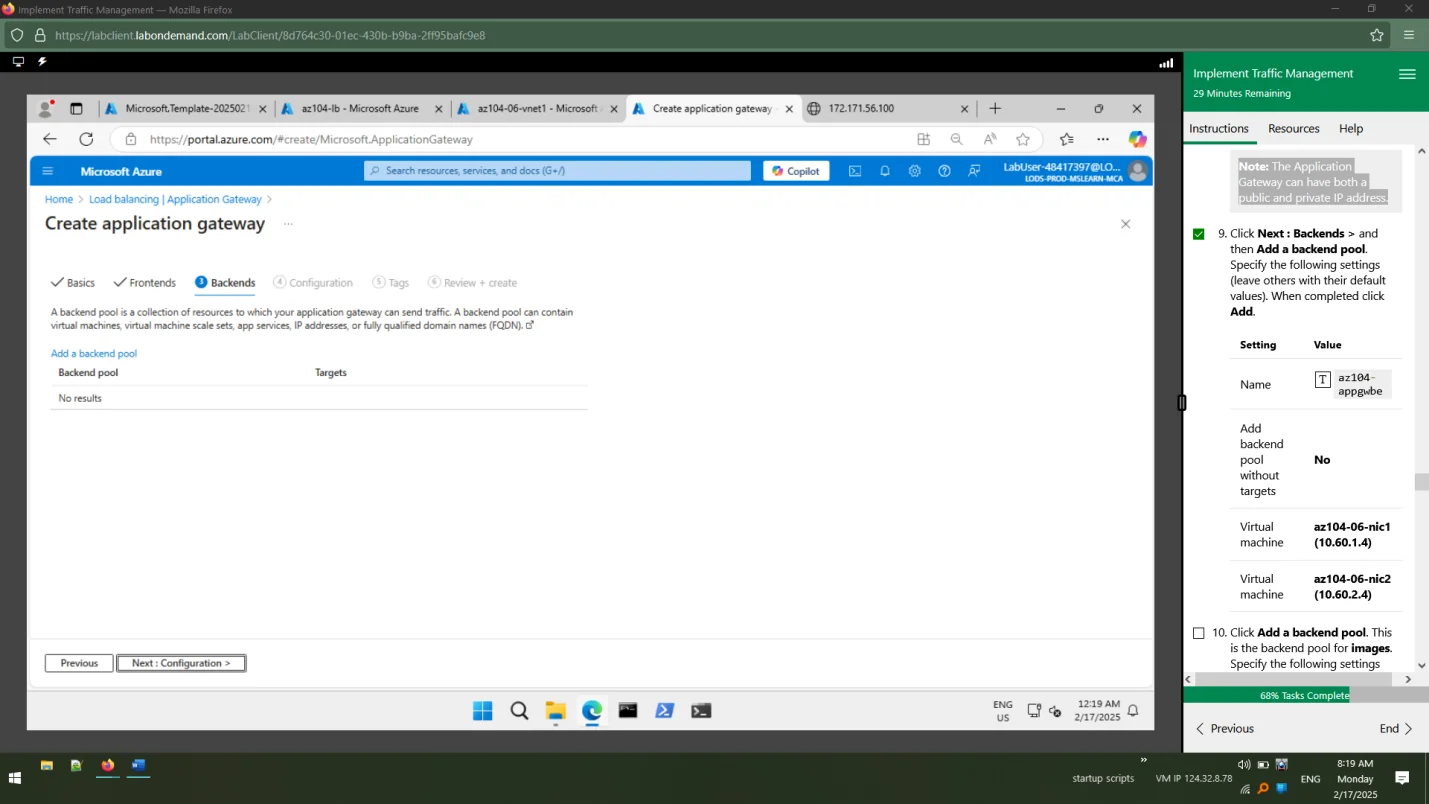 Implement Traffic Management — Mozilla Firefox
https://labclient.labondemand.com/LabClient/8d764c30-01ec-430b-b9ba-2ff95bafc9e8
Microsoft.Template-2025021
az104-lb - Microsoft Azure
az104-06-vnet1 - Microsoft A
Create application gateway -
172.171.56.100
https://portal.azure.com/#create/Microsoft.ApplicationGateway
Microsoft Azure
Search resources, services, and docs (G+/)
Copilot
LabUser-48417397@LO...
LODS-PROD-MSLEARN-MCA
Home > Load balancing | Application Gateway >
Create application gateway ...
Basics
Frontends
3 Backends
4 Configuration
5 Tags
6 Review + create
A backend pool is a collection of resources to which your application gateway can send traffic. A backend pool can contain
virtual machines, virtual machine scale sets, app services, IP addresses, or fully qualified domain names (FQDN).
Add a backend pool
Backend pool Targets
No results
Previous
Next : Configuration >
ENG
US
12:19 AM
2/17/2025
Implement Traffic Management
29 Minutes Remaining
Instructions Resources Help
Note: The Application
Gateway can have both a
public and private IP address.
9. Click Next : Backends > and
then Add a backend pool.
Specify the following settings
(leave others with their default
values). When completed click
Add.
Setting Value
Name
T az104-
appgwbe
Add
backend
pool
without
targets
No
Virtual
machine
az104-06-nic1
(10.60.1.4)
Virtual
machine
az104-06-nic2
(10.60.2.4)
10. Click Add a backend pool. This
is the backend pool for images.
Specify the following settings
68% Tasks Complete
< Previous
End >
startup scripts
VM IP 124.32.8.78
ENG
8:19 AM
Monday
2/17/2025